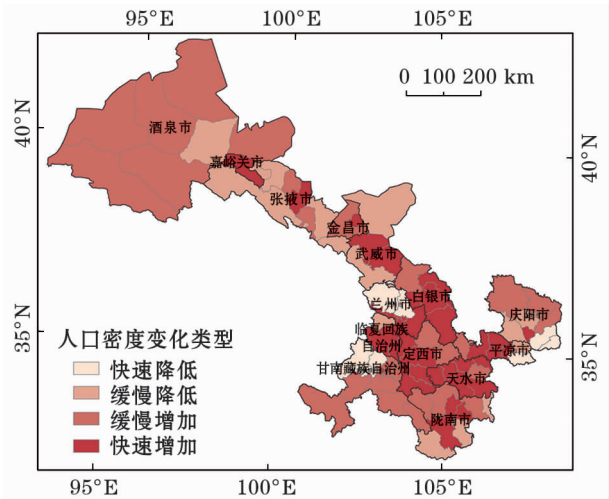 95°E
100°E
105°E
0 100 200 km
40°N
40°N
酒泉市
嘉峪关市
张掖市
金昌市
武威市
兰州市
白银市
庆阳市
35°N
35°N
临夏回族
自治州
定西市
平凉市
甘南藏族自治州
天水市
陇南市
人口密度变化类型
快速降低
缓慢降低
缓慢增加
快速增加
95°E
100°E
105°E